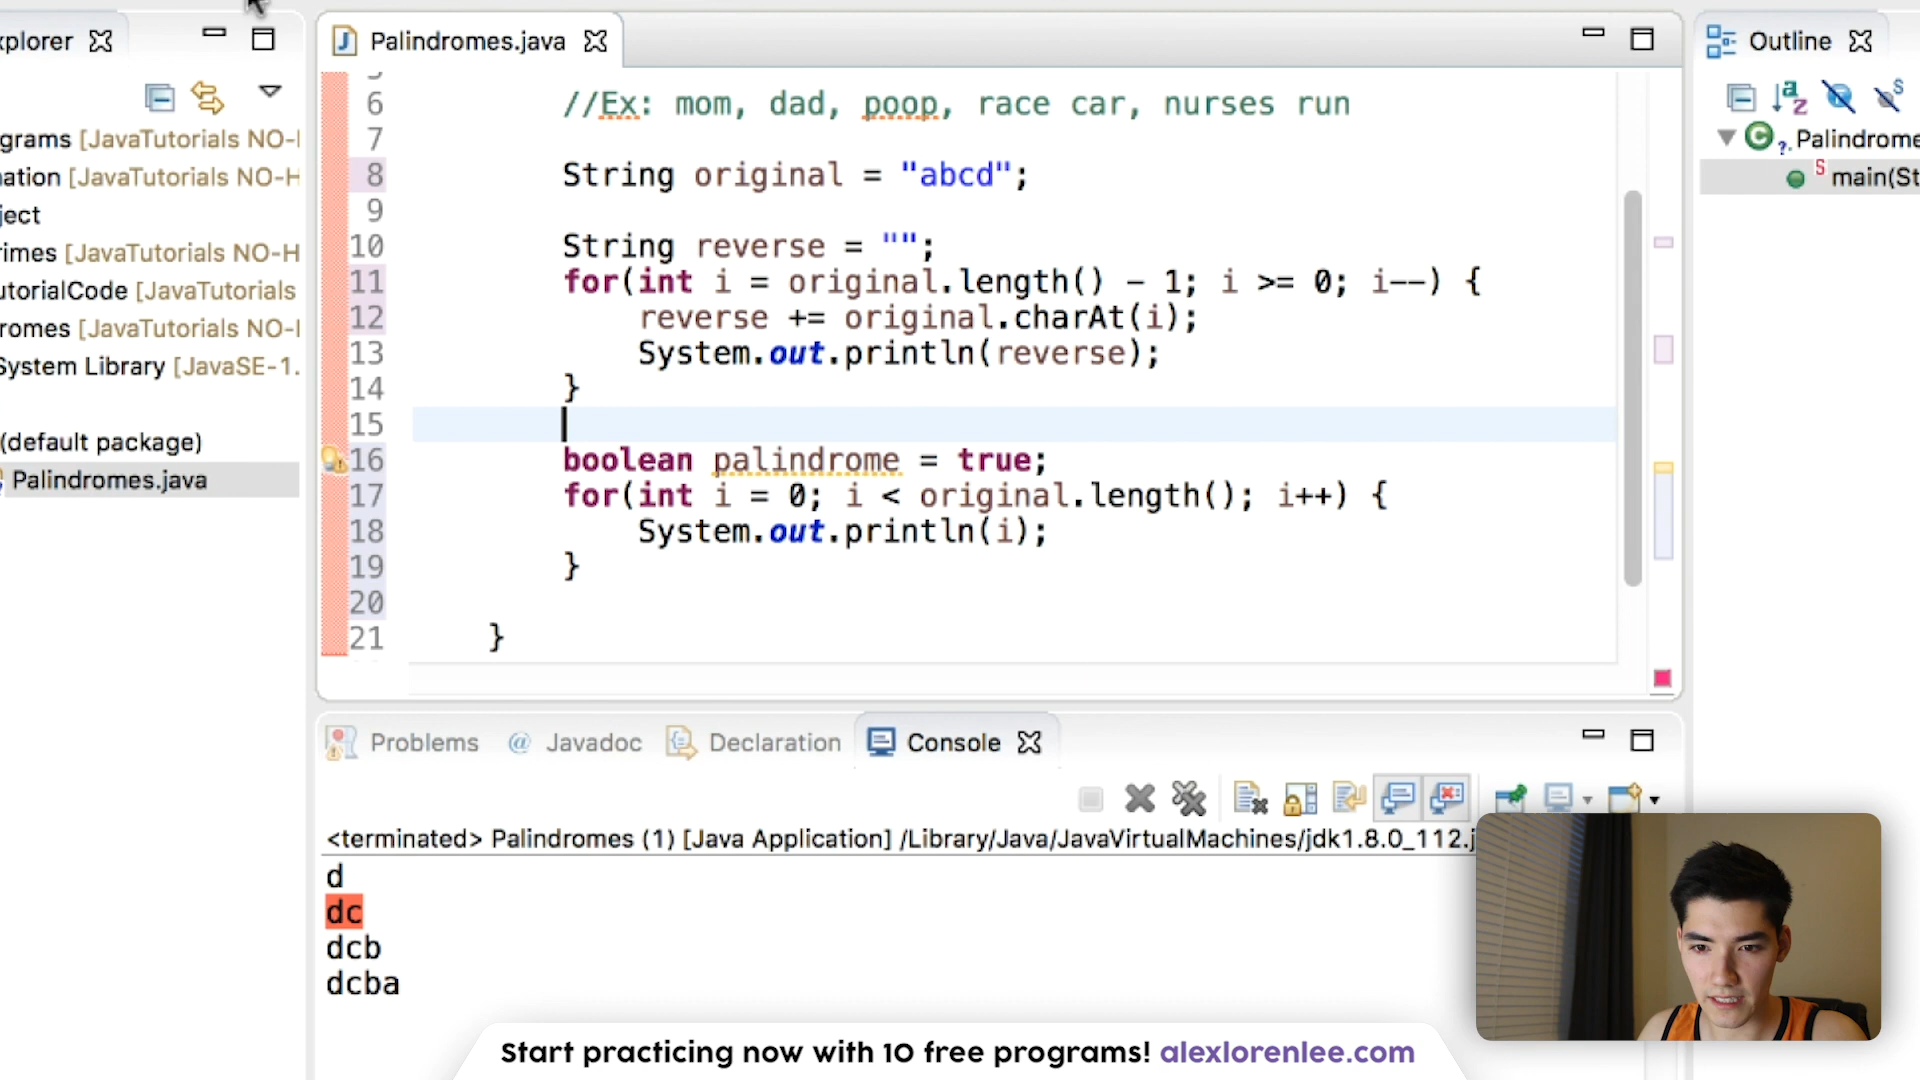 xplorer
Palindromes.java
Outline
6 //Ex: mom, dad, poop, race car, nurses run
7
8 String original = "abcd";
9
10 String reverse = "";
11 for(int i = original.length() - 1; i >= 0; i--) {
12 reverse += original.charAt(i);
13 System.out.println(reverse);
14 }
15
16 boolean palindrome = true;
17 for(int i = 0; i < original.length(); i++) {
18 System.out.println(i);
19 }
20
21 }
grams [JavaTutorials NO-
ation [JavaTutorials NO-H
ject
rimes [JavaTutorials NO-H
utorialCode [JavaTutorials
romes [JavaTutorials NO-
System Library [JavaSE-1.
(default package)
Palindromes.java
Palindrome
main(St
Problems
@ Javadoc
Declaration
Console
<terminated> Palindromes (1) [Java Application] /Library/Java/JavaVirtualMachines/jdk1.8.0_112.j
d
dc
dcb
dcba
Start practicing now with 10 free programs! alexlorenlee.com